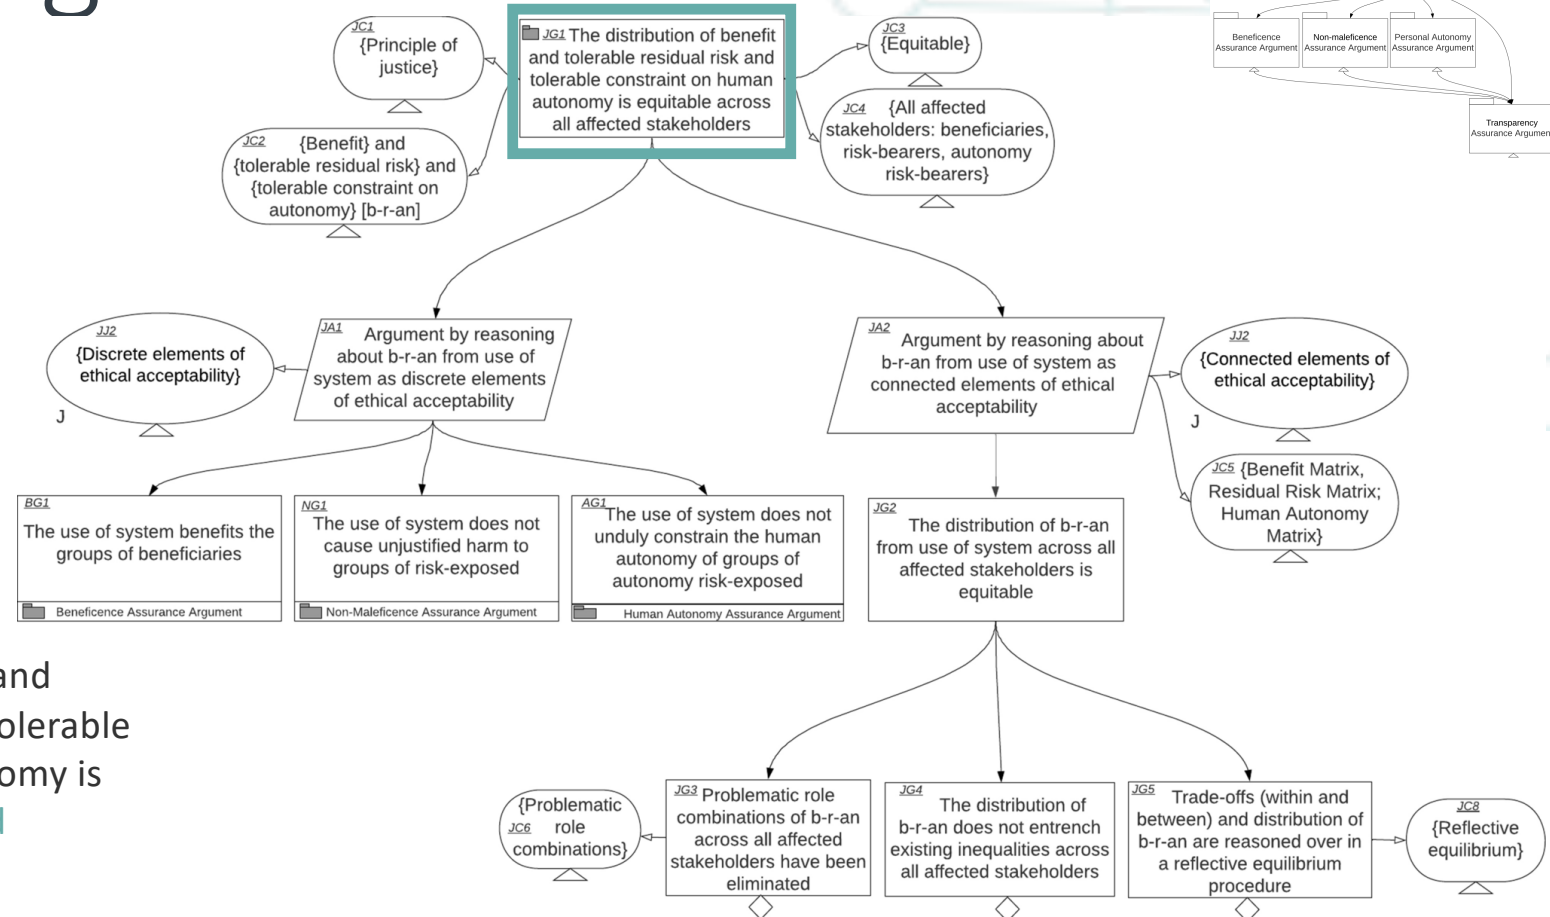 g
JC1
{Principle of
justice}
JG1 The distribution of benefit
and tolerable residual risk and
tolerable constraint on human
autonomy is equitable across
all affected stakeholders
JC3
{Equitable}
JC2 {Benefit} and
{tolerable residual risk} and
{tolerable constraint on
autonomy} [b-r-an]
JC4 {All affected
stakeholders: beneficiaries,
risk-bearers, autonomy
risk-bearers}
Beneficence
Assurance Argument
Non-maleficence
Assurance Argument
Personal Autonomy
Assurance Argument
Transparency
Assurance Argumen
JJ2
{Discrete elements of
ethical acceptability}
J
JA1 Argument by reasoning
about b-r-an from use of
system as discrete elements
of ethical acceptability
JA2
Argument by reasoning about
b-r-an from use of system as
connected elements of ethical
acceptability
JJ2
{Connected elements of
ethical acceptability}
J
JC5 {Benefit Matrix,
Residual Risk Matrix;
Human Autonomy
Matrix}
BG1
The use of system benefits the
groups of beneficiaries
Beneficence Assurance Argument
NG1
The use of system does not
cause unjustified harm to
groups of risk-exposed
Non-Maleficence Assurance Argument
AG1 The use of system does not
unduly constrain the human
autonomy of groups of
autonomy risk-exposed
Human Autonomy Assurance Argument
JG2
The distribution of b-r-an
from use of system across all
affected stakeholders is
equitable
and
olerable
omy is
{Problematic
JC6 role
combinations}
JG3 Problematic role
combinations of b-r-an
across all affected
stakeholders have been
eliminated
JG4
The distribution of
b-r-an does not entrench
existing inequalities across
all affected stakeholders
JG5 Trade-offs (within and
between) and distribution of
b-r-an are reasoned over in
a reflective equilibrium
procedure
JC8
{Reflective
equilibrium}